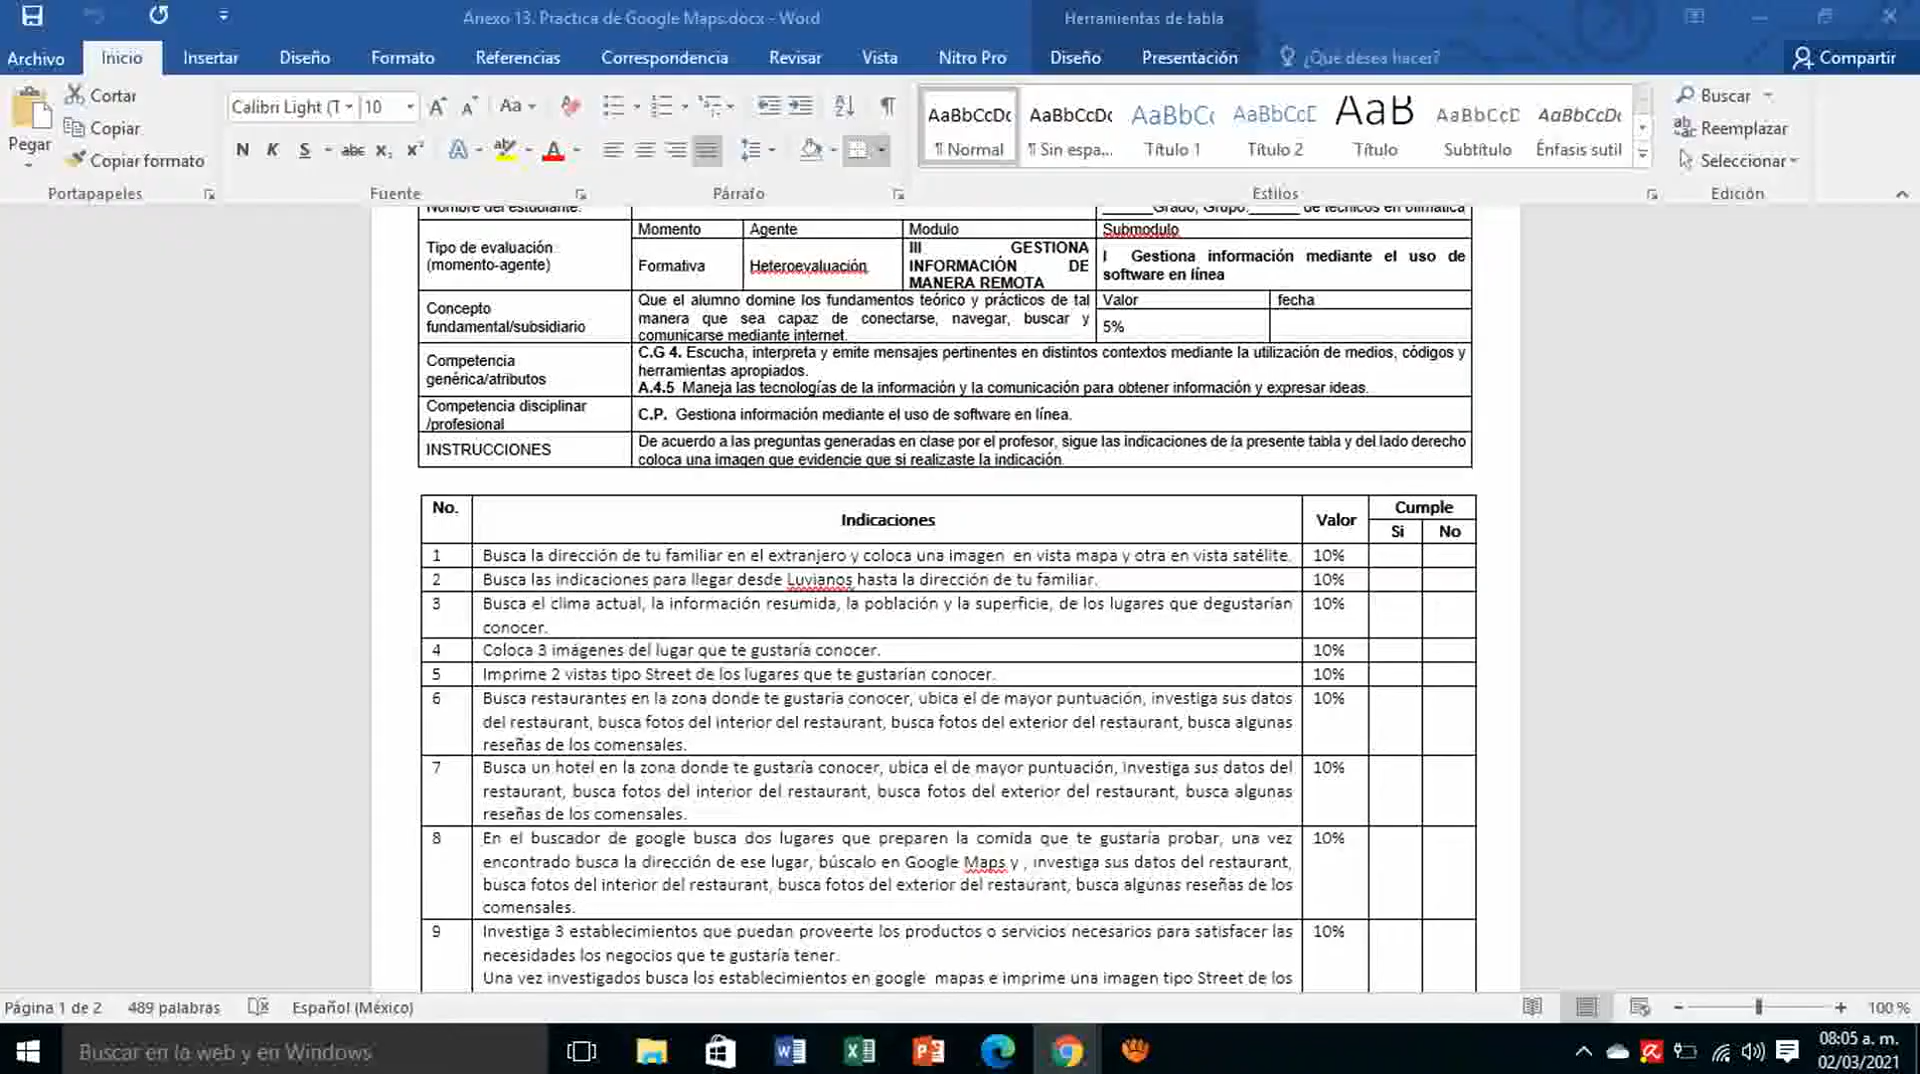 Anexo 13. Practica de Google Maps.docx - Word
Herramientas de tabla
Archivo Inicio Insertar Diseño Formato Referencias Correspondencia Revisar Vista Nitro Pro Diseño Presentación ¿Qué desea hacer? Compartir
Pegar
Cortar
Copiar
Copiar formato
Portapapeles
Calibri Light (T 10
Aa
N K S abc x₂ x² A aby A
Fuente
Párrafo
AaBbCcDc AaBbCcDc AaBbCc AaBbCcE AaB AaBbCcD AaBbCcDc
¶ Normal ¶ Sin espa... Título 1 Título 2 Título Subtítulo Énfasis sutil
Estilos
Buscar
Reemplazar
Seleccionar
Edición
Nombre del estudiante:
______Grado, Grupo:______ de técnicos en ofimática
Tipo de evaluación
(momento-agente)
Momento Agente Modulo Submodulo
Formativa Heteroevaluación
III GESTIONA
INFORMACIÓN DE
MANERA REMOTA
I Gestiona información mediante el uso de
software en línea
Concepto
fundamental/subsidiario
Que el alumno domine los fundamentos teórico y prácticos de tal
manera que sea capaz de conectarse, navegar, buscar y
comunicarse mediante internet.
Valor fecha
5%
Competencia
genérica/atributos
C.G 4. Escucha, interpreta y emite mensajes pertinentes en distintos contextos mediante la utilización de medios, códigos y
herramientas apropiados.
A.4.5 Maneja las tecnologías de la información y la comunicación para obtener información y expresar ideas.
Competencia disciplinar
/profesional
C.P. Gestiona información mediante el uso de software en línea.
INSTRUCCIONES
De acuerdo a las preguntas generadas en clase por el profesor, sigue las indicaciones de la presente tabla y del lado derecho
coloca una imagen que evidencie que si realizaste la indicación.
No. Indicaciones Valor Cumple
Si No
1 Busca la dirección de tu familiar en el extranjero y coloca una imagen en vista mapa y otra en vista satélite. 10%
2 Busca las indicaciones para llegar desde Luvianos hasta la dirección de tu familiar. 10%
3 Busca el clima actual, la información resumida, la población y la superficie, de los lugares que degustarían 10%
conocer.
4 Coloca 3 imágenes del lugar que te gustaría conocer. 10%
5 Imprime 2 vistas tipo Street de los lugares que te gustarían conocer. 10%
6 Busca restaurantes en la zona donde te gustaría conocer, ubica el de mayor puntuación, investiga sus datos 10%
del restaurant, busca fotos del interior del restaurant, busca fotos del exterior del restaurant, busca algunas
reseñas de los comensales.
7 Busca un hotel en la zona donde te gustaría conocer, ubica el de mayor puntuación, investiga sus datos del 10%
restaurant, busca fotos del interior del restaurant, busca fotos del exterior del restaurant, busca algunas
reseñas de los comensales.
8 En el buscador de google busca dos lugares que preparen la comida que te gustaría probar, una vez 10%
encontrado busca la dirección de ese lugar, búscalo en Google Maps y , investiga sus datos del restaurant,
busca fotos del interior del restaurant, busca fotos del exterior del restaurant, busca algunas reseñas de los
comensales.
9 Investiga 3 establecimientos que puedan proveerte los productos o servicios necesarios para satisfacer las 10%
necesidades los negocios que te gustaría tener.
Una vez investigados busca los establecimientos en google mapas e imprime una imagen tipo Street de los
Página 1 de 2 489 palabras Español (México) 100 %
Buscar en la web y en Windows
08:05 a. m.
02/03/2021